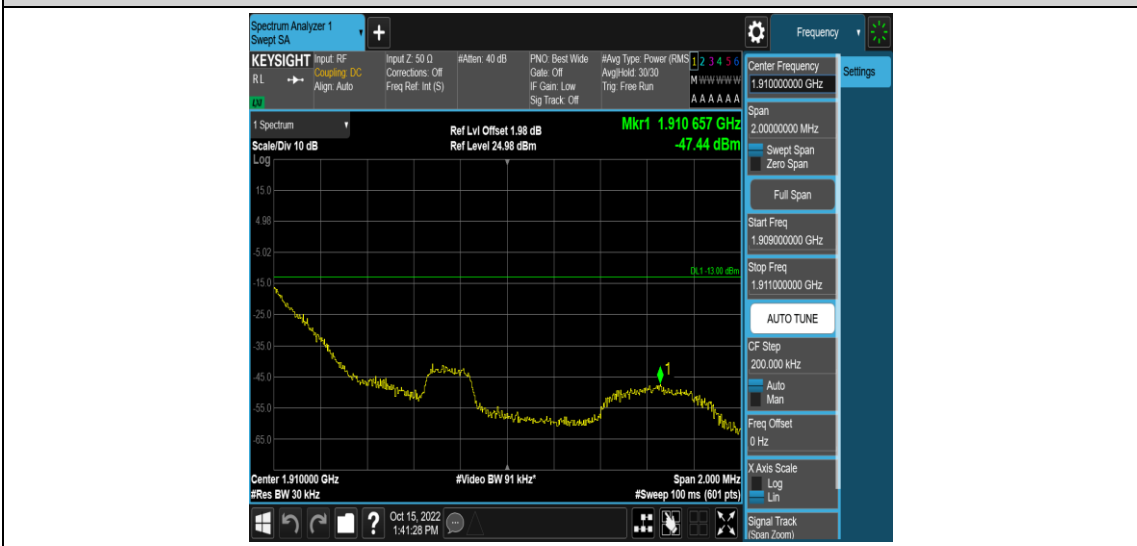 Spectrum Analyzer 1
Swept SA
+
Frequency
KEYSIGHT
RL
LW
Input: RF
Coupling: DC
Align: Auto
Input Z: 50 Ω
Corrections: Off
Freq Ref: Int (S)
#Atten: 40 dB
PNO: Best Wide
Gate: Off
IF Gain: Low
Sig Track: Off
#Avg Type: Power (RMS
Avg|Hold: 30/30
Trig: Free Run
1 2 3 4 5 6
M W W W W W
A A A A A A
1 Spectrum
Scale/Div 10 dB
Log
Ref Lvl Offset 1.98 dB
Ref Level 24.98 dBm
Mkr1 1.910 657 GHz
-47.44 dBm
15.0
4.98
-5.02
DL1 -13.00 dBm
-15.0
-25.0
-35.0
1
-45.0
-55.0
-65.0
Center 1.910000 GHz
#Res BW 30 kHz
#Video BW 91 kHz*
Span 2.000 MHz
#Sweep 100 ms (601 pts)
?
Oct 15, 2022
1:41:28 PM
Center Frequency
1.910000000 GHz
Settings
Span
2.00000000 MHz
Swept Span
Zero Span
Full Span
Start Freq
1.909000000 GHz
Stop Freq
1.911000000 GHz
AUTO TUNE
CF Step
200.000 kHz
Auto
Man
Freq Offset
0 Hz
X Axis Scale
Log
Lin
Signal Track
(Span Zoom)